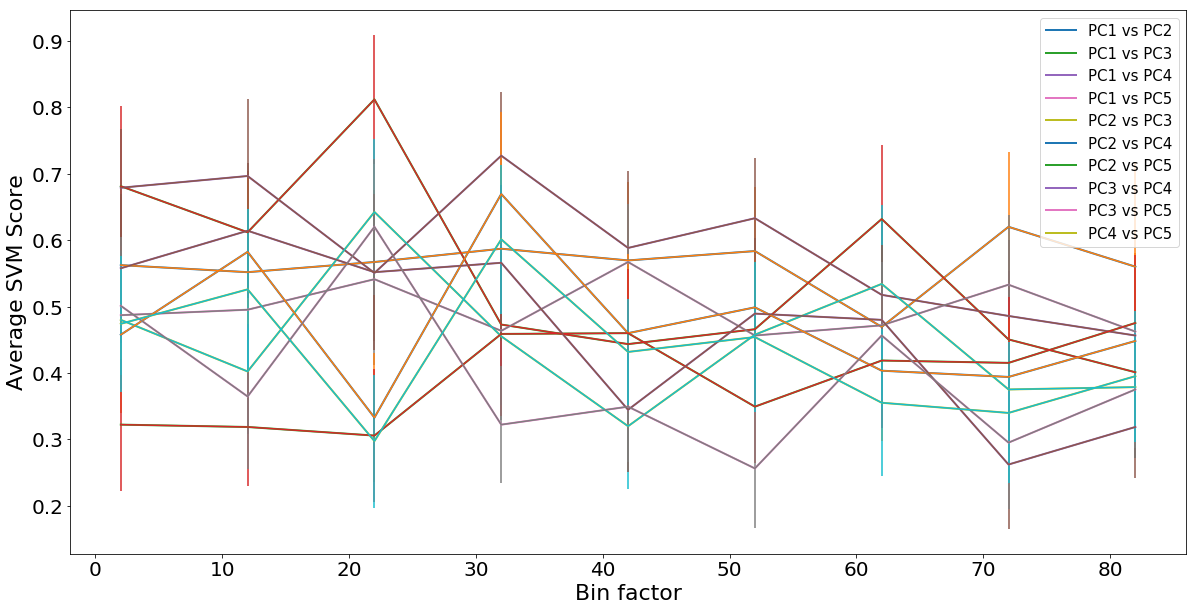 0.9
0.8
0.7
0.6
0.5
0.4
0.3
0.2
Average SVM Score
0 10 20 30 40 50 60 70 80
Bin factor
PC1 vs PC2
PC1 vs PC3
PC1 vs PC4
PC1 vs PC5
PC2 vs PC3
PC2 vs PC4
PC2 vs PC5
PC3 vs PC4
PC3 vs PC5
PC4 vs PC5